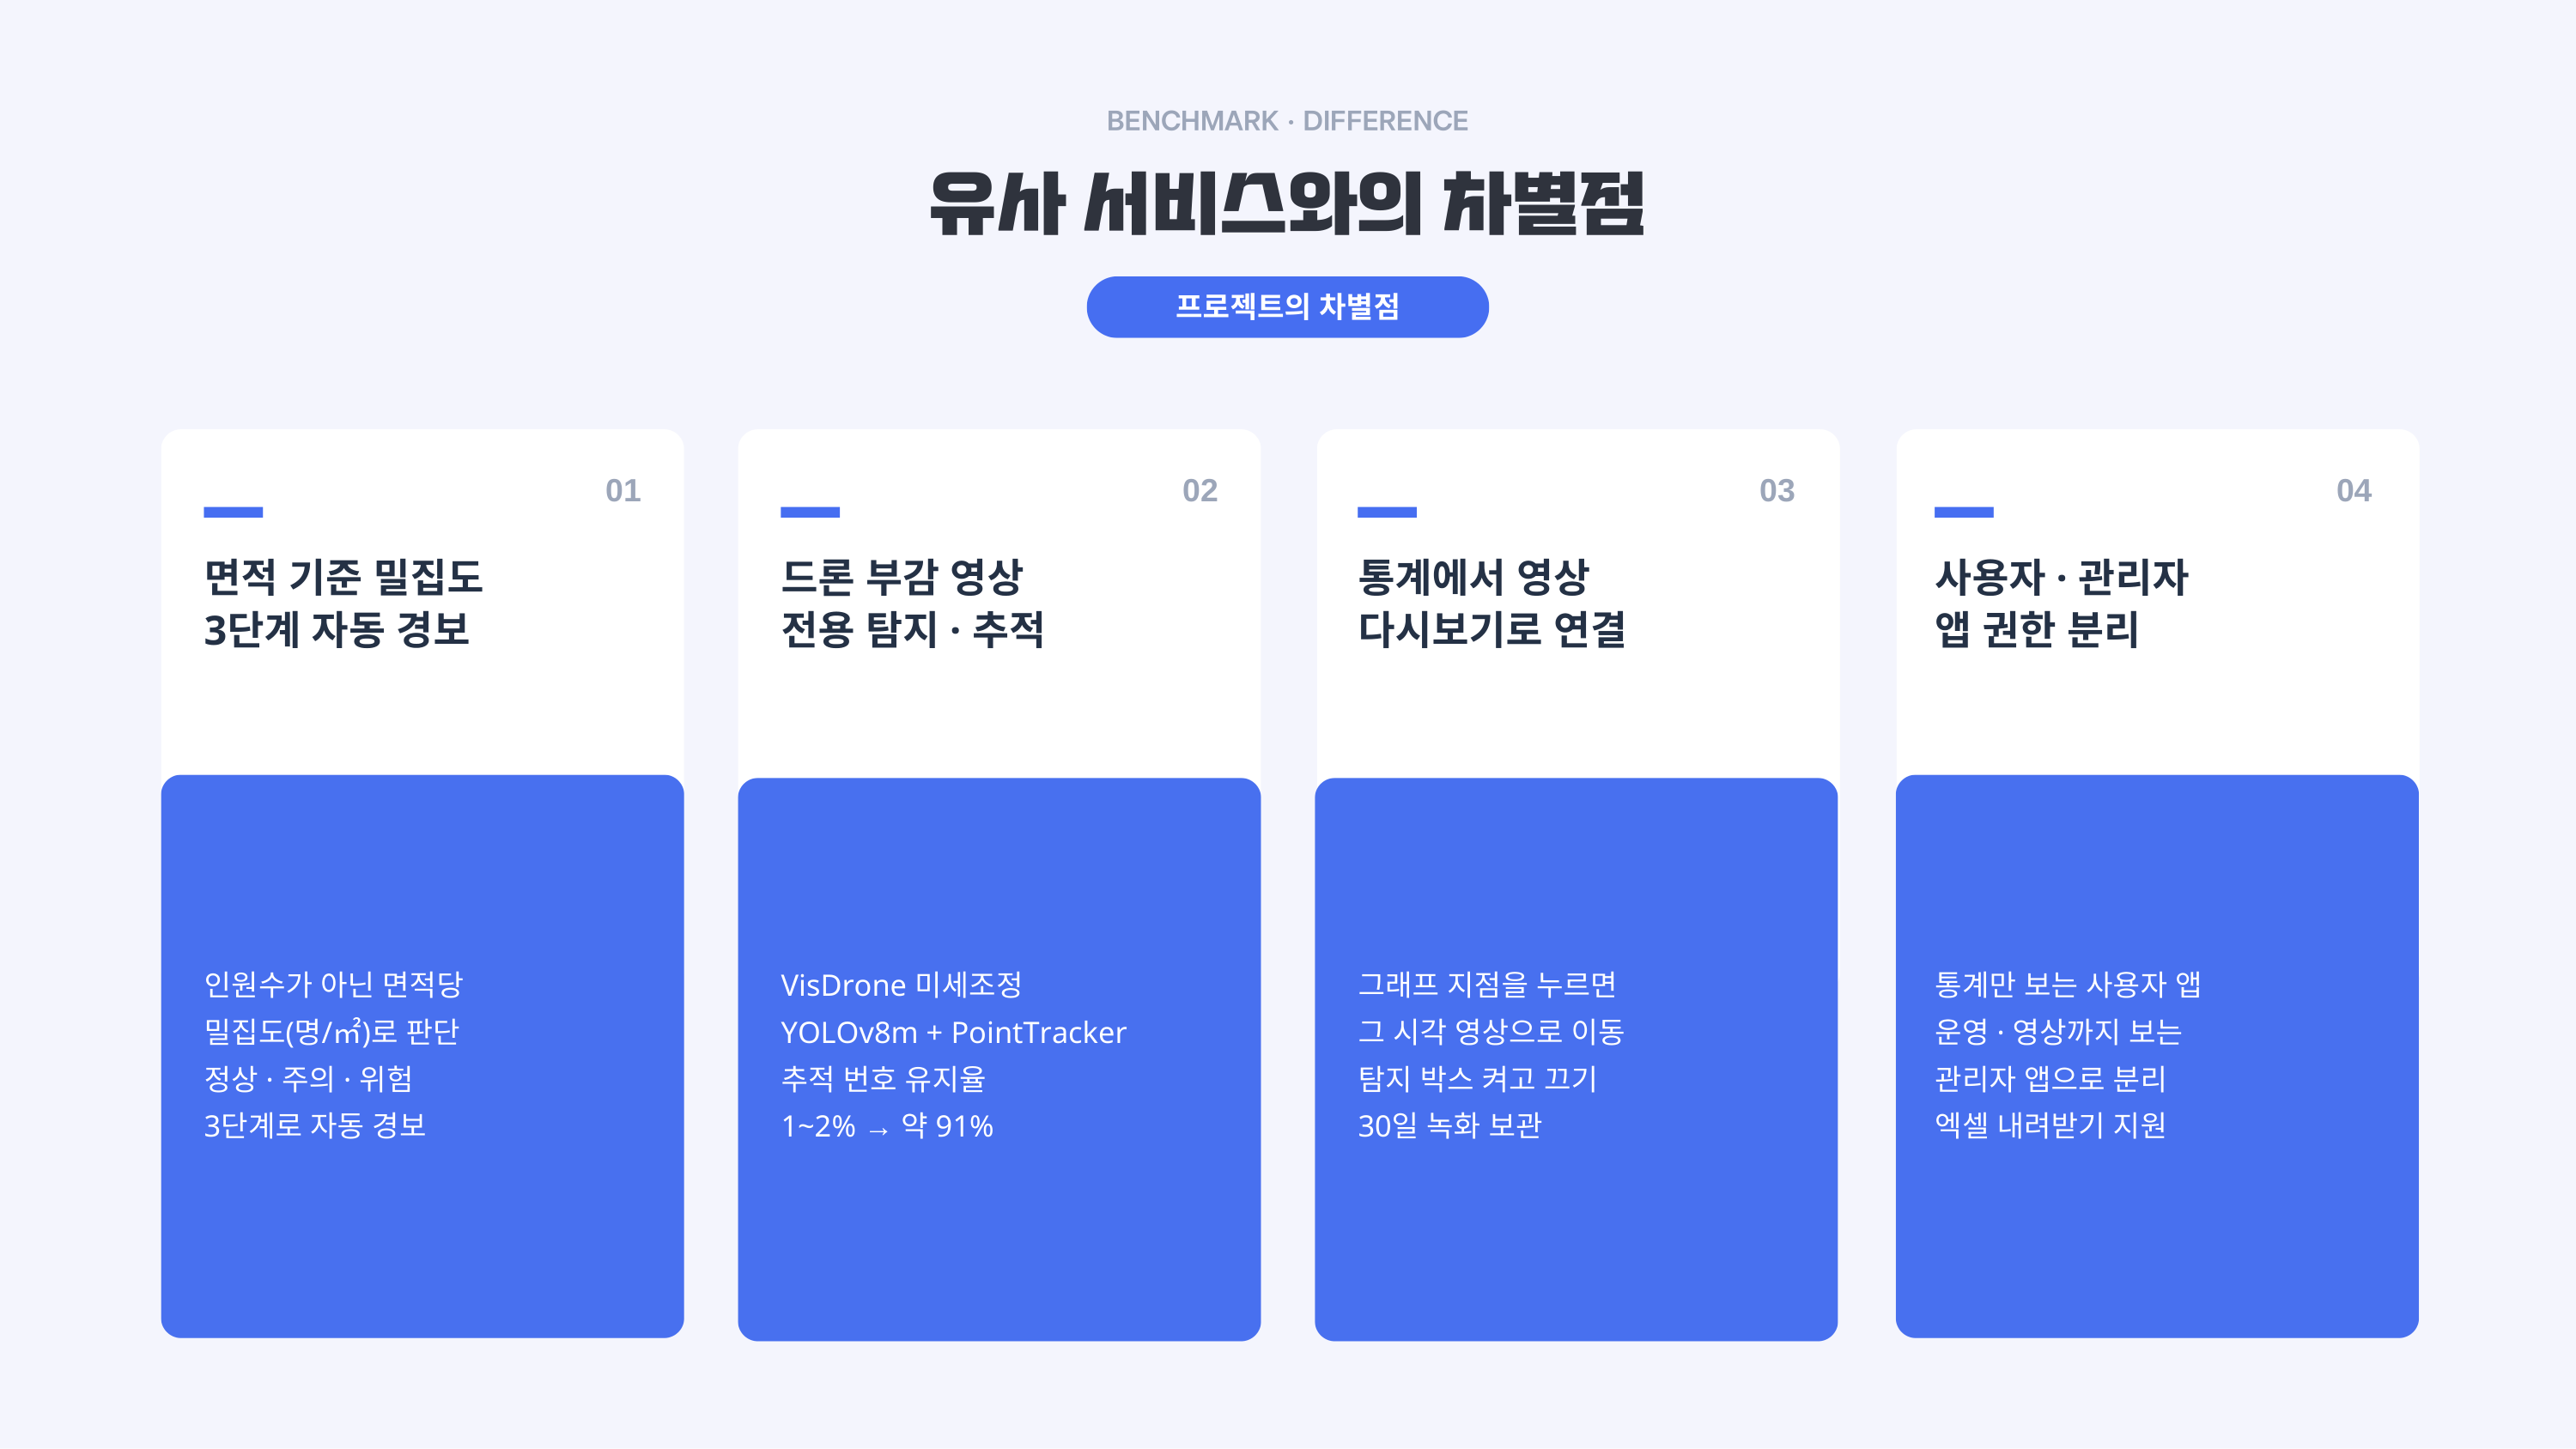 BENCHMARK · DIFFERENCE
유사 서비스와의 차별점
프로젝트의 차별점
01
면적 기준 밀집도
3단계 자동 경보
인원수가 아닌 면적당
밀집도(명/㎡)로 판단
정상 · 주의 · 위험
3단계로 자동 경보
02
드론 부감 영상
전용 탐지 · 추적
VisDrone 미세조정
YOLOv8m + PointTracker
추적 번호 유지율
1~2% → 약 91%
03
통계에서 영상
다시보기로 연결
그래프 지점을 누르면
그 시각 영상으로 이동
탐지 박스 켜고 끄기
30일 녹화 보관
04
사용자 · 관리자
앱 권한 분리
통계만 보는 사용자 앱
운영 · 영상까지 보는
관리자 앱으로 분리
엑셀 내려받기 지원